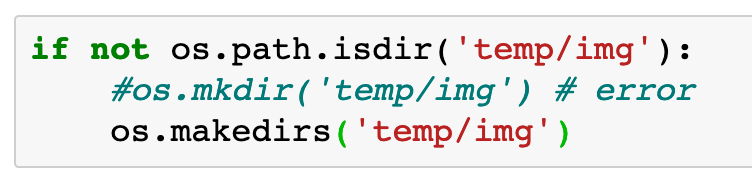 if not os.path.isdir('temp/img'):
    #os.mkdir('temp/img') # error
    os.makedirs('temp/img')